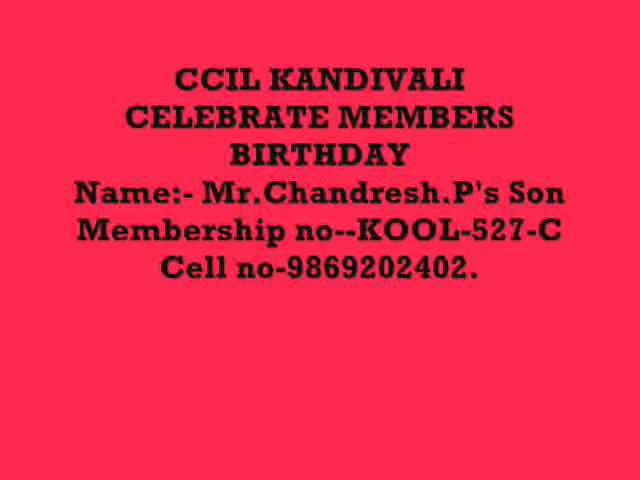 CCIL KANDIVALI
CELEBRATE MEMBERS
BIRTHDAY
Name:- Mr.Chandresh.P's Son
Membership no--KOOL-527-C
Cell no-9869202402.